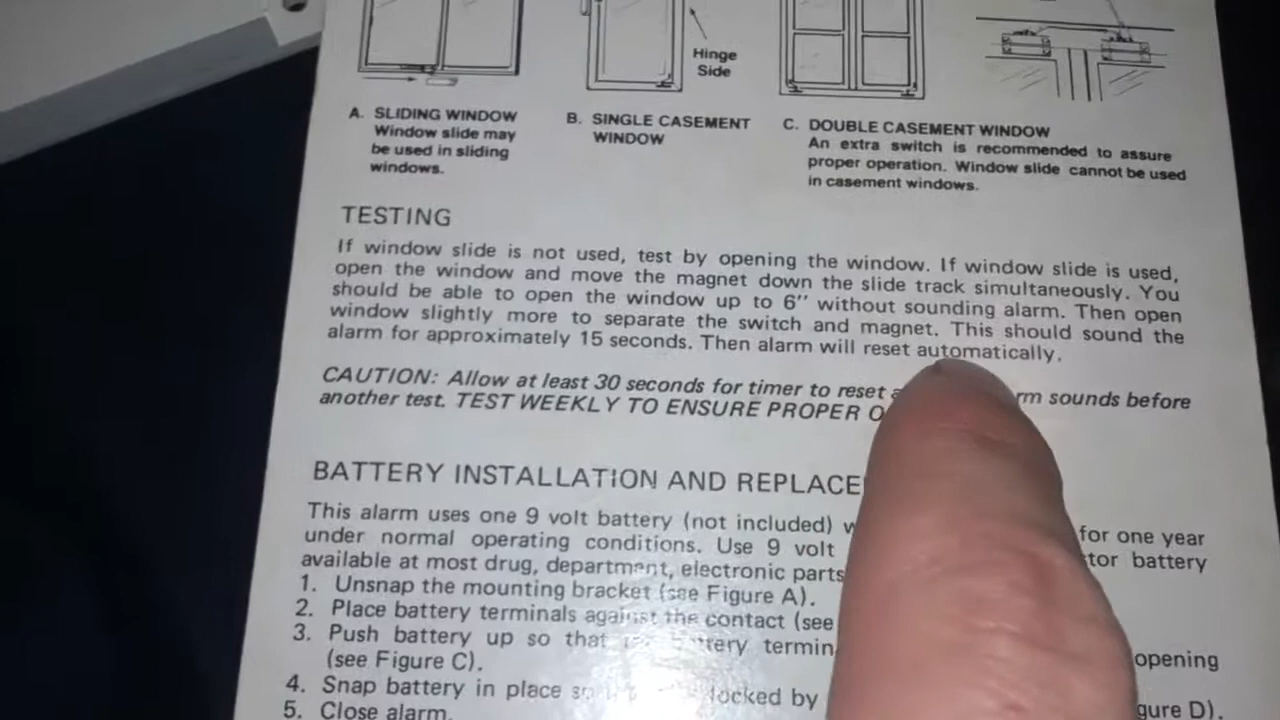 Hinge
Side
A. SLIDING WINDOW
Window slide may
be used in sliding
windows.
B. SINGLE CASEMENT
WINDOW
C. DOUBLE CASEMENT WINDOW
An extra switch is recommended to assure
proper operation. Window slide cannot be used
in casement windows.
TESTING
If window slide is not used, test by opening the window. If window slide is used,
open the window and move the magnet down the slide track simultaneously. You
should be able to open the window up to 6'' without sounding alarm. Then open
window slightly more to separate the switch and magnet. This should sound the
alarm for approximately 15 seconds. Then alarm will reset automatically.
CAUTION: Allow at least 30 seconds for timer to reset sounds before
another test. TEST WEEKLY TO ENSURE PROPER
BATTERY INSTALLATION AND
This alarm uses one 9 volt battery (not included) for one year
under normal operating conditions. Use 9 volt battery
available at most drug, department, electronic parts
1. Unsnap the mounting bracket (see Figure A).
2. Place battery terminals against the contact (see
3. Push battery up so that opening
(see Figure C).
4. Snap battery in place locked by D).
5. Close alarm.